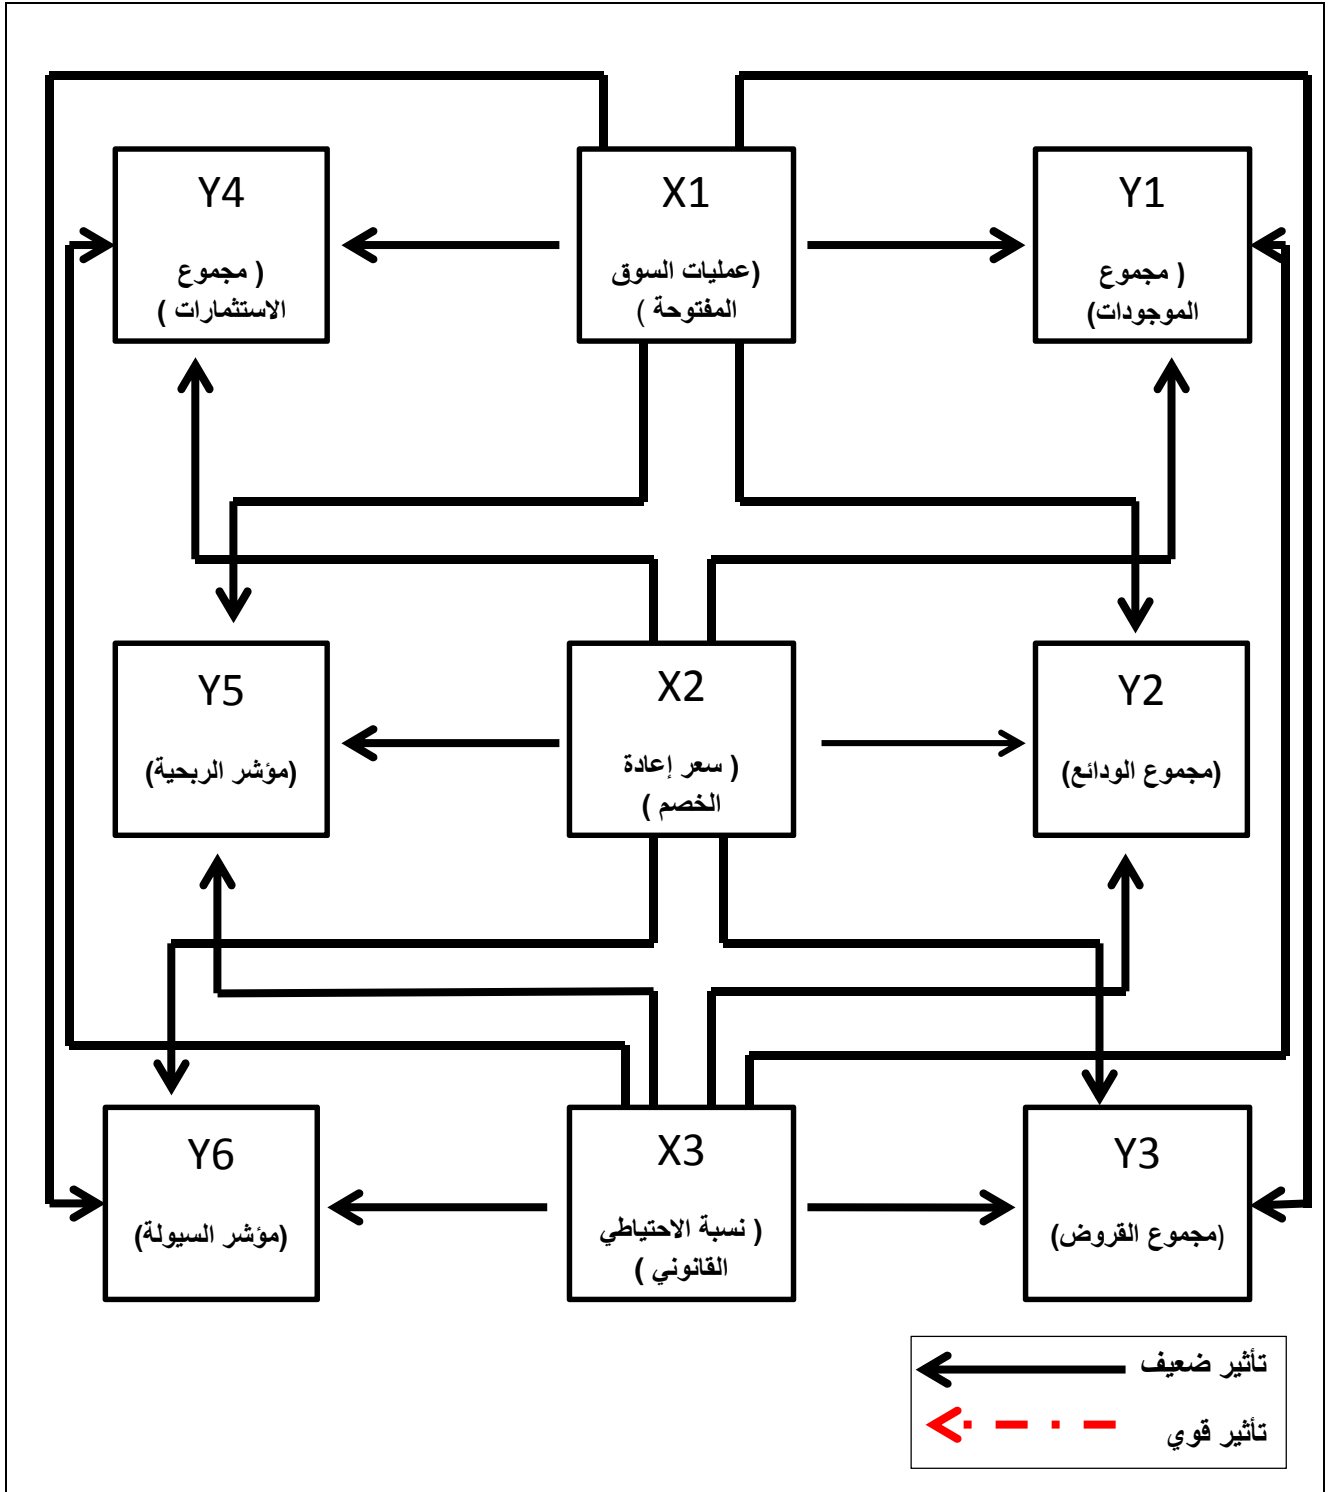 Y1
( مجموع
الموجودات)
X1
(عمليات السوق
المفتوحة )
Y4
( مجموع
الاستثمارات )
Y2
(مجموع الودائع)
X2
( سعر إعادة
الخصم )
Y5
(مؤشر الربحية)
Y3
(مجموع القروض)
X3
( نسبة الاحتياطي
القانوني )
Y6
(مؤشر السيولة)
تأثير ضعيف
تأثير قوي